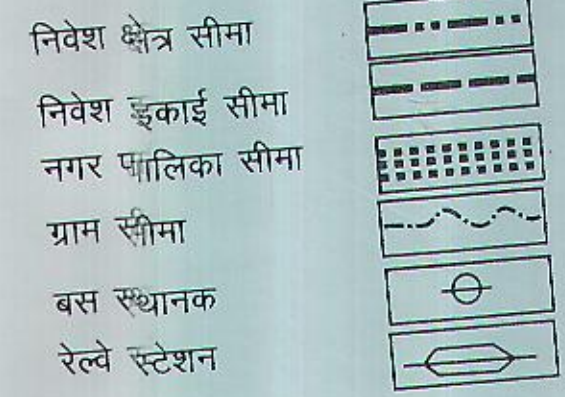 निवेश क्षेत्र सीमा
निवेश इकाई सीमा
नगर पालिका सीमा
ग्राम सीमा
बस स्थानक
रेल्वे स्टेशन